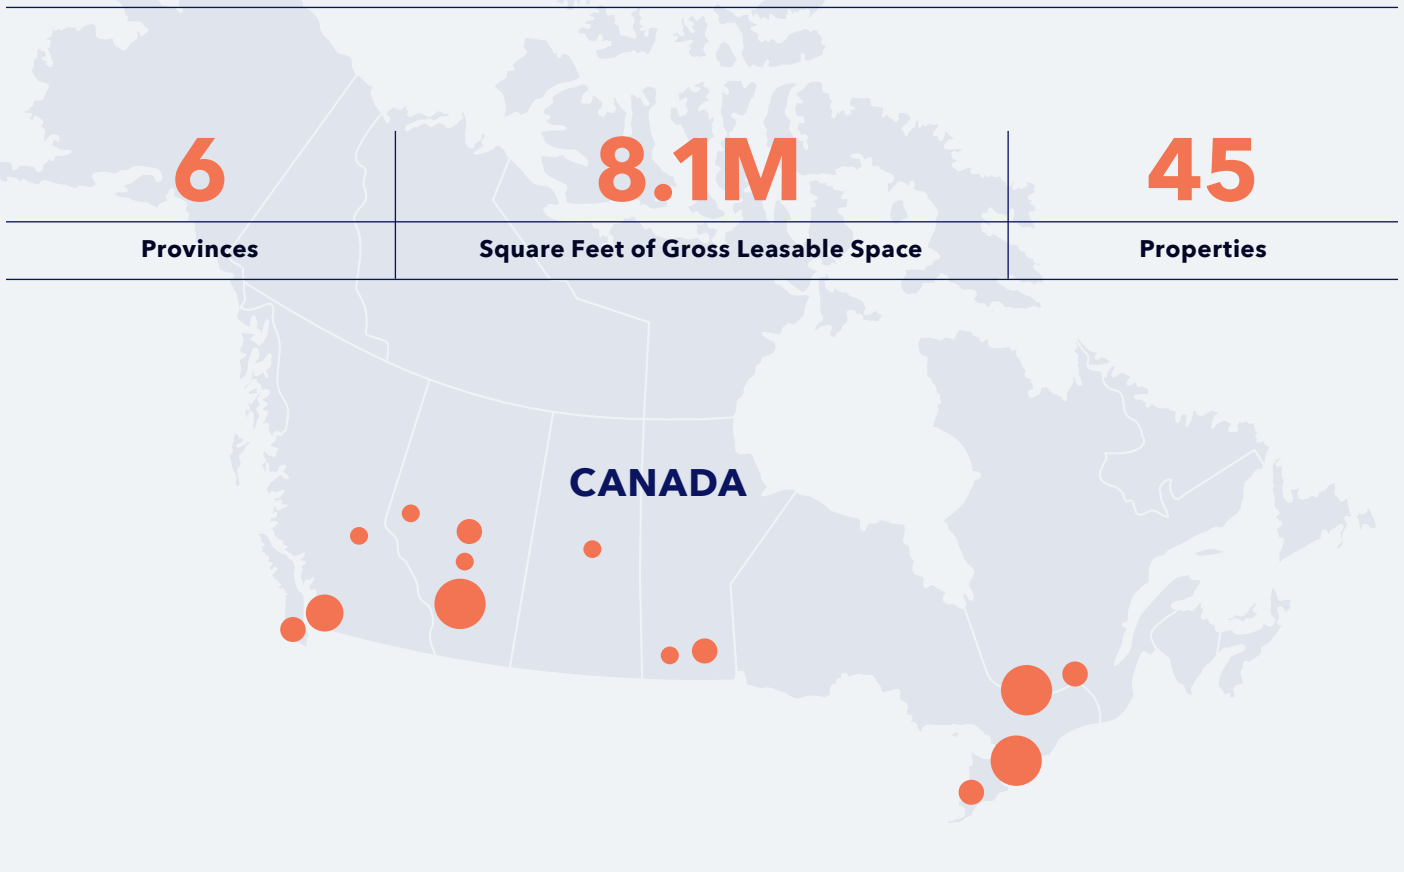 6
8.1M
45
Provinces
Square Feet of Gross Leasable Space
Properties
CANADA